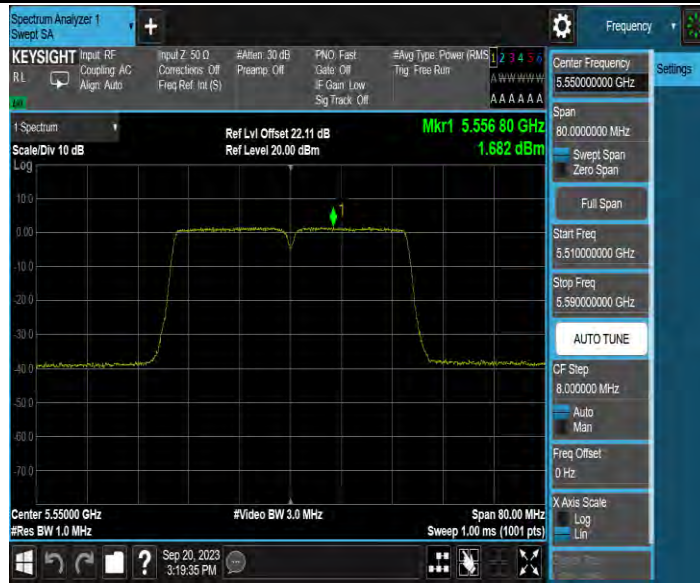 Spectrum Analyzer 1
Swept SA
+
Frequency
Settings
KEYSIGHT
RL
Input: RF
Coupling: AC
Align: Auto
Input Z: 50 Ω
Corrections: Off
Freq Ref: Int (S)
#Atten: 30 dB
Preamp: Off
PNO: Fast
Gate: Off
IF Gain: Low
Sig Track: Off
#Avg Type: Power (RMS
Trig: Free Run
1 2 3 4 5 6
A W W W W W
A A A A A A
1 Spectrum
Scale/Div 10 dB
Log
Ref Lvl Offset 22.11 dB
Ref Level 20.00 dBm
Mkr1 5.556 80 GHz
1.682 dBm
10.0
0.00
-10.0
-20.0
-30.0
-40.0
-50.0
-60.0
-70.0
1
Center 5.55000 GHz
#Res BW 1.0 MHz
#Video BW 3.0 MHz
Span 80.00 MHz
Sweep 1.00 ms (1001 pts)
Center Frequency
5.550000000 GHz
Span
80.0000000 MHz
Swept Span
Zero Span
Full Span
Start Freq
5.510000000 GHz
Stop Freq
5.590000000 GHz
AUTO TUNE
CF Step
8.000000 MHz
Auto
Man
Freq Offset
0 Hz
X Axis Scale
Log
Lin
?
Sep 20, 2023
3:19:35 PM